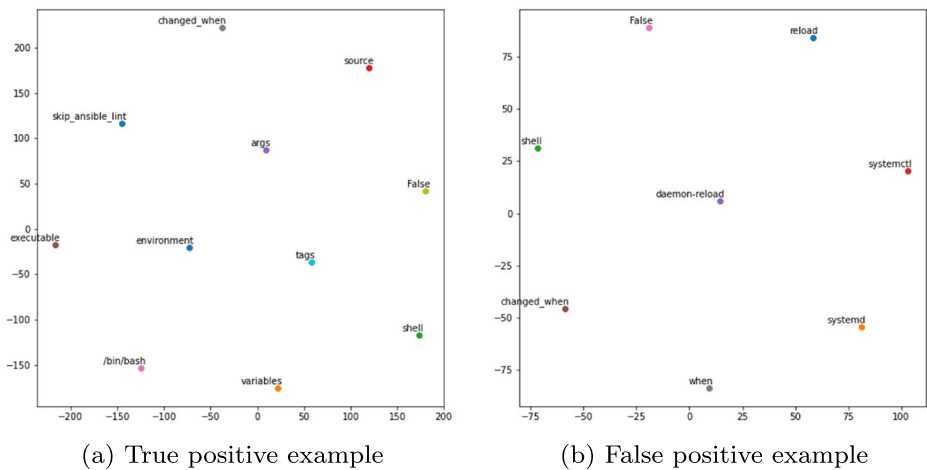 changed_when
source
200
150
skip_ansible_lint
100
args
50
False
0
executable
environment
tags
−50
−100
shell
−150
/bin/bash
variables
−200 −150 −100 −50 0 50 100 150 200
(a) True positive example
False
reload
75
50
shell
25
systemctl
daemon-reload
0
−25
changed_when
−50
systemd
−75
when
−75 −50 −25 0 25 50 75 100
(b) False positive example